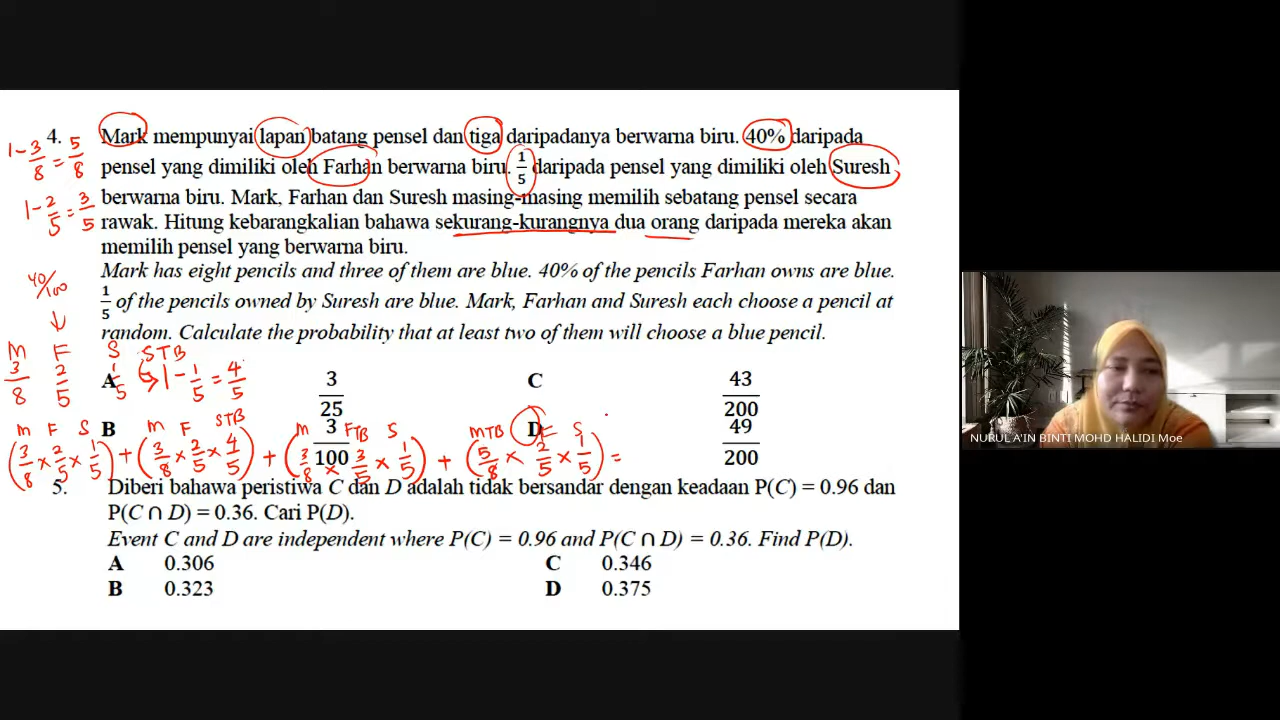 4. Mark mempunyai lapan batang pensel dan tiga daripadanya berwarna biru. 40% daripada
pensel yang dimiliki oleh Farhan berwarna biru. 1/5 daripada pensel yang dimiliki oleh Suresh
berwarna biru. Mark, Farhan dan Suresh masing-masing memilih sebatang pensel secara
rawak. Hitung kebarangkalian bahawa sekurang-kurangnya dua orang daripada mereka akan
memilih pensel yang berwarna biru.
Mark has eight pencils and three of them are blue. 40% of the pencils Farhan owns are blue.
1/5 of the pencils owned by Suresh are blue. Mark, Farhan and Suresh each choose a pencil at
random. Calculate the probability that at least two of them will choose a blue pencil.
1 - 3/8 = 5/8
1 - 2/5 = 3/5
40/100
M F S STB
3/8 2/5 1/5 1 - 1/5 = 4/5
A 3/25 C 43/200
B 3/100 D 49/200
M F S M F STB M FTB S MTB F S
(3/8 × 2/5 × 1/5) + (3/8 × 2/5 × 4/5) + (3/8 × 3/5 × 1/5) + (5/8 × 2/5 × 1/5) =
5. Diberi bahawa peristiwa C dan D adalah tidak bersandar dengan keadaan P(C) = 0.96 dan
P(C ∩ D) = 0.36. Cari P(D).
Event C and D are independent where P(C) = 0.96 and P(C ∩ D) = 0.36. Find P(D).
A 0.306 C 0.346
B 0.323 D 0.375
NURUL A'IN BINTI MOHD HALIDI Moe